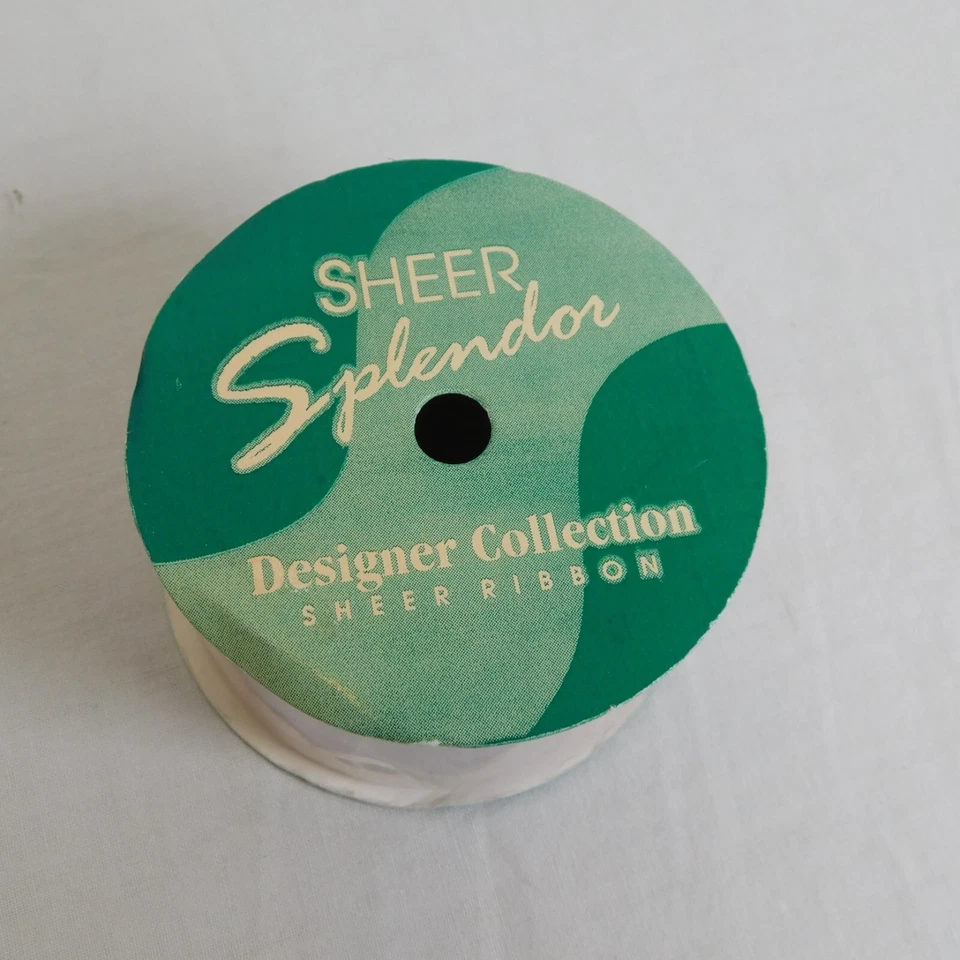 SHEER
Splendor
Designer Collection
SHEER RIBBON